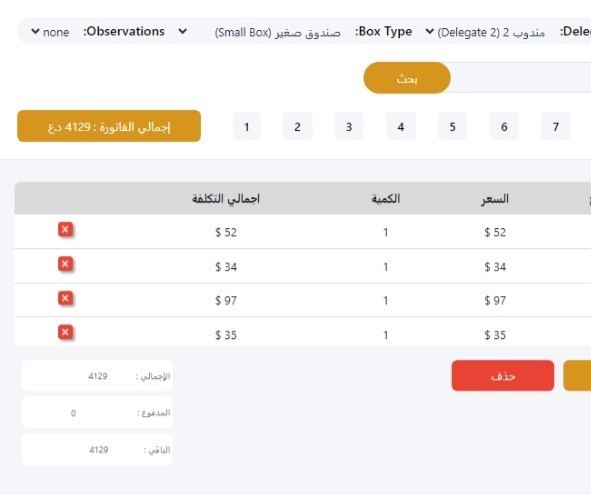 :Dele مندوب 2 (Delegate 2) :Box Type صندوق صغير (Small Box) :Observations none
بحث
7 6 5 4 3 2 1 إجمالي الفاتورة : 4129 د.ع
السعر الكمية اجمالي التكلفة
$ 52 1 $ 52 X
$ 34 1 $ 34 X
$ 97 1 $ 97 X
$ 35 1 $ 35 X
حذف
الإجمالي : 4129
المدفوع : 0
الباقي : 4129